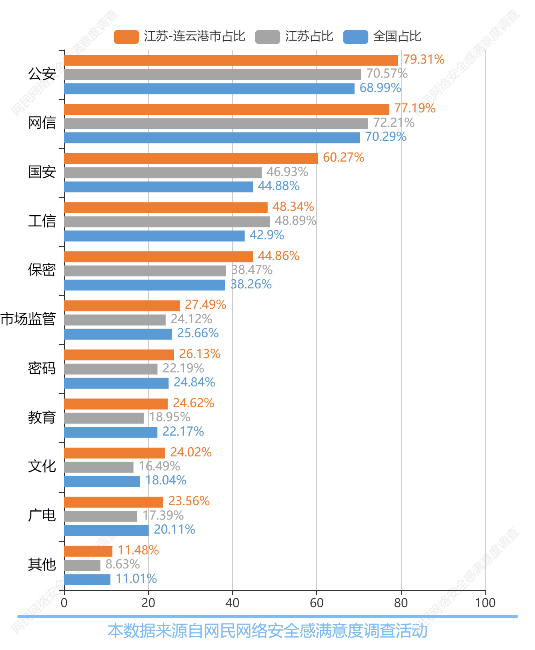 江苏-连云港市占比 江苏占比 全国占比
公安 79.31%
70.57%
68.99%
网信 77.19%
72.21%
70.29%
国安 60.27%
46.93%
44.88%
工信 48.34%
48.89%
42.9%
保密 44.86%
38.47%
38.26%
市场监管 27.49%
24.12%
25.66%
密码 26.13%
22.19%
24.84%
教育 24.62%
18.95%
22.17%
文化 24.02%
16.49%
18.04%
广电 23.56%
17.39%
20.11%
其他 11.48%
8.63%
11.01%
0 20 40 60 80 100
本数据来源自网民网络安全感满意度调查活动